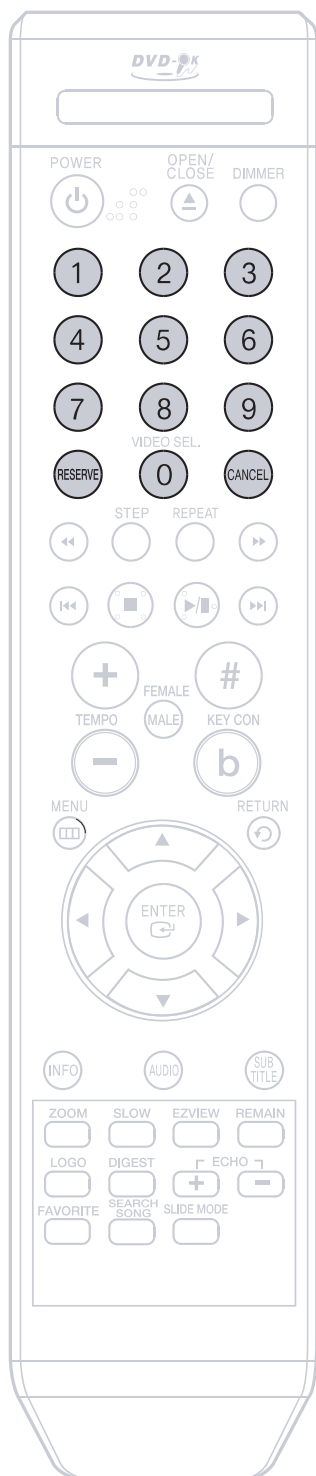 DVD-OK
POWER
OPEN/
CLOSE
DIMMER
1 2 3
4 5 6
7 8 9
VIDEO SEL.
RESERVE 0 CANCEL
STEP REPEAT
+ #
FEMALE
TEMPO MALE KEY CON
− b
MENU RETURN
ENTER
INFO AUDIO SUB
TITLE
ZOOM SLOW EZVIEW REMAIN
LOGO DIGEST ECHO
+ −
FAVORITE SEARCH
SONG SLIDE MODE